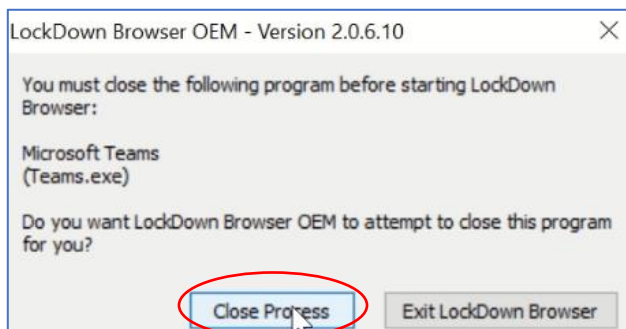 LockDown Browser OEM - Version 2.0.6.10
You must close the following program before starting LockDown
Browser:
Microsoft Teams
(Teams.exe)
Do you want LockDown Browser OEM to attempt to close this program
for you?
Close Process Exit LockDown Browser